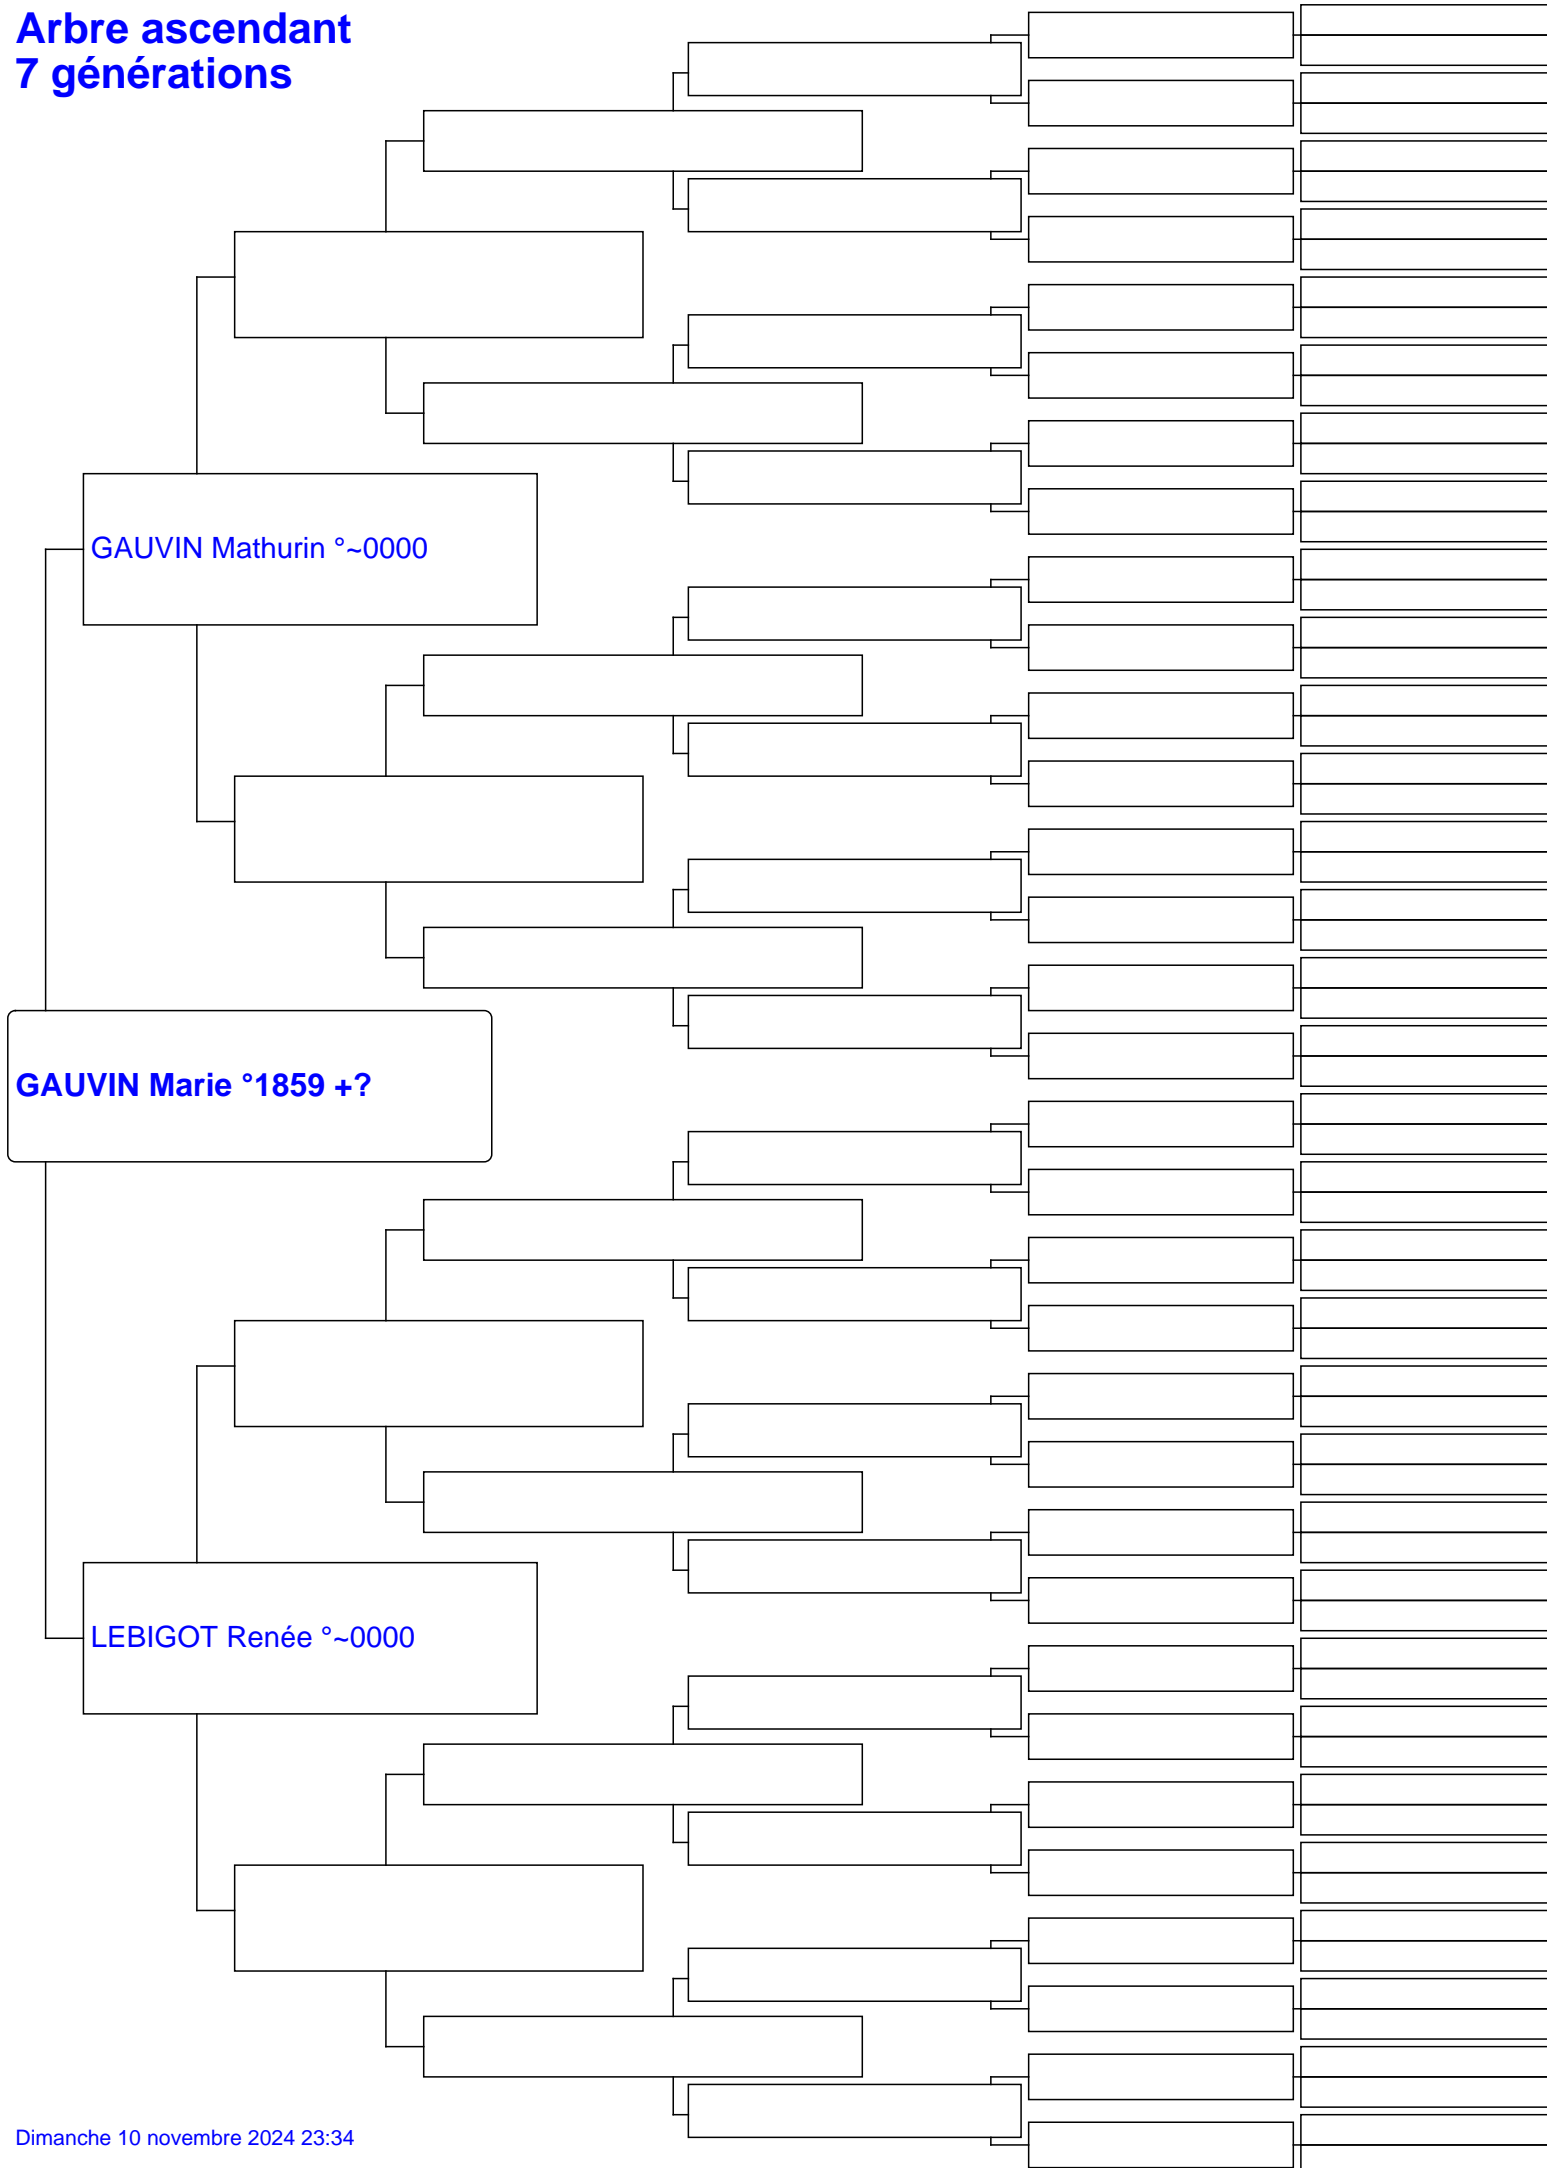 Arbre ascendant
7 générations
GAUVIN Mathurin °~0000
GAUVIN Marie °1859 +?
LEBIGOT Renée °~0000
Dimanche 10 novembre 2024 23:34